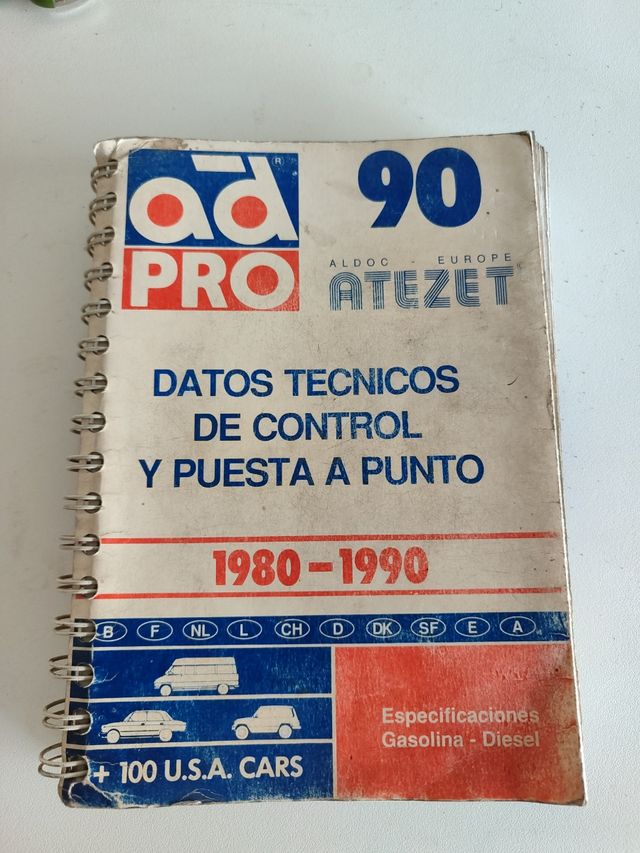 ad®
PRO
90
ALDOC - EUROPE
ATEZET
DATOS TECNICOS
DE CONTROL
Y PUESTA A PUNTO
1980-1990
B F NL L CH D DK SF E A
+ 100 U.S.A. CARS
Especificaciones
Gasolina - Diesel